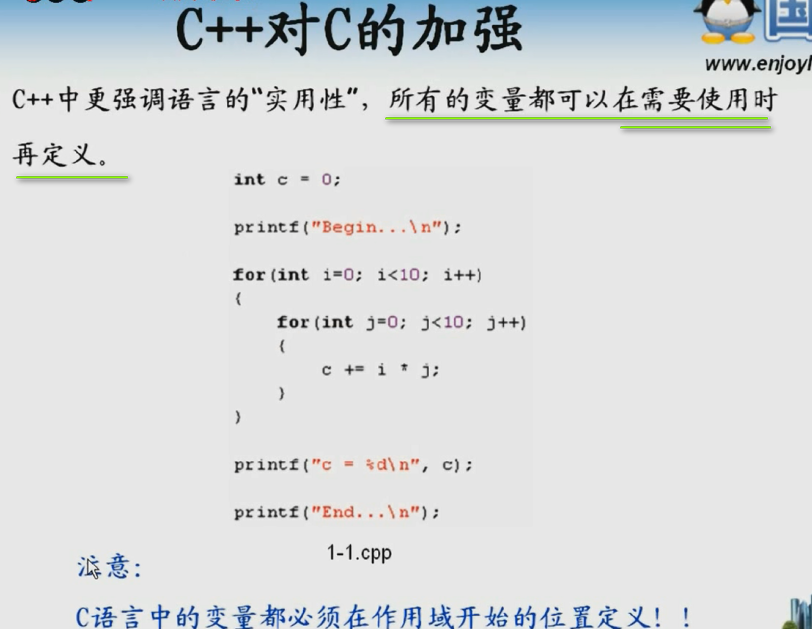 C++对C的加强
国
www.enjoyl
C++中更强调语言的“实用性”，所有的变量都可以在需要使用时
再定义。
int c = 0;
printf("Begin...\n");
for(int i=0; i<10; i++)
{
for(int j=0; j<10; j++)
{
c += i * j;
}
}
printf("c = %d\n", c);
printf("End...\n");
1-1.cpp
注意:
C语言中的变量都必须在作用域开始的位置定义！！